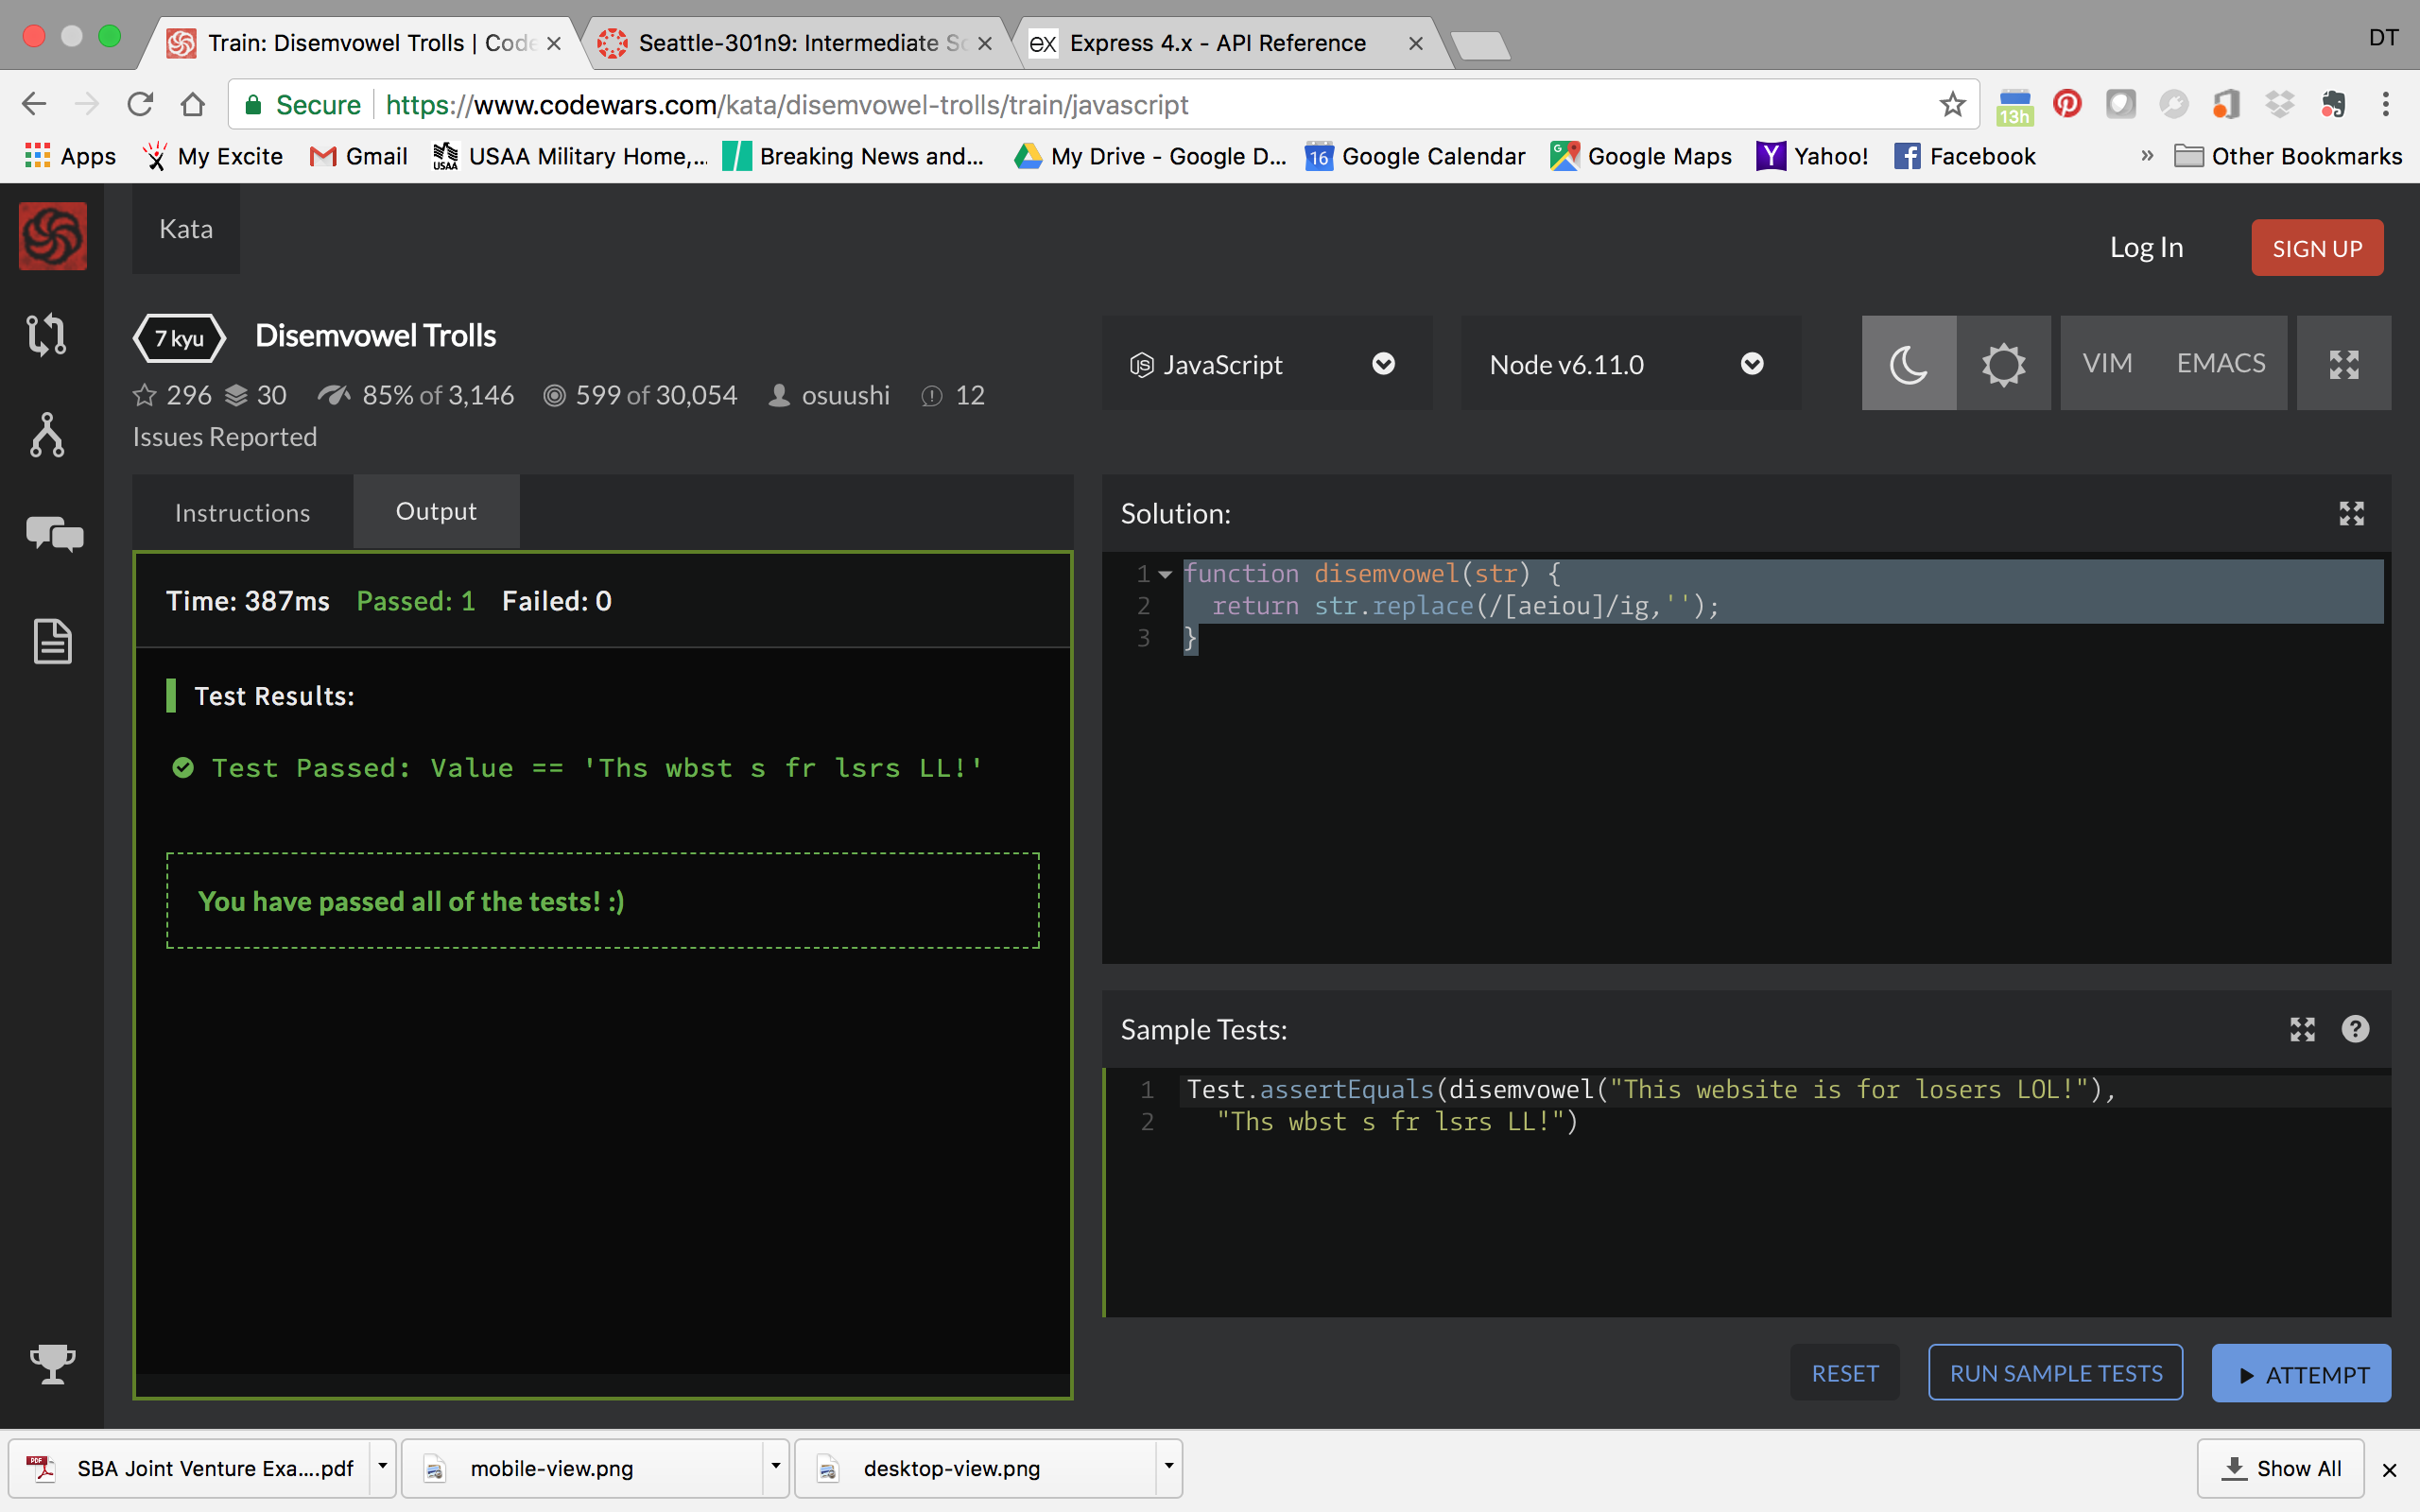 Train: Disemvowel Trolls | Code
Seattle-301n9: Intermediate So
ex Express 4.x - API Reference
DT
Secure https://www.codewars.com/kata/disemvowel-trolls/train/javascript
13h
Apps My Excite Gmail USAA USAA Military Home,... Breaking News and... My Drive - Google D... 16 Google Calendar Google Maps Y Yahoo! Facebook » Other Bookmarks
Kata
Log In
SIGN UP
7 kyu Disemvowel Trolls
296 30 85% of 3,146 599 of 30,054 osuushi 12
Issues Reported
JS JavaScript
Node v6.11.0
VIM EMACS
Instructions Output
Time: 387ms Passed: 1 Failed: 0
Test Results:
Test Passed: Value == 'Ths wbst s fr lsrs LL!'
You have passed all of the tests! :)
Solution:
1 function disemvowel(str) {
2 return str.replace(/[aeiou]/ig,'');
3 }
Sample Tests:
?
1 Test.assertEquals(disemvowel("This website is for losers LOL!"),
2 "Ths wbst s fr lsrs LL!")
RESET RUN SAMPLE TESTS ATTEMPT
PDF SBA Joint Venture Exa....pdf mobile-view.png desktop-view.png Show All